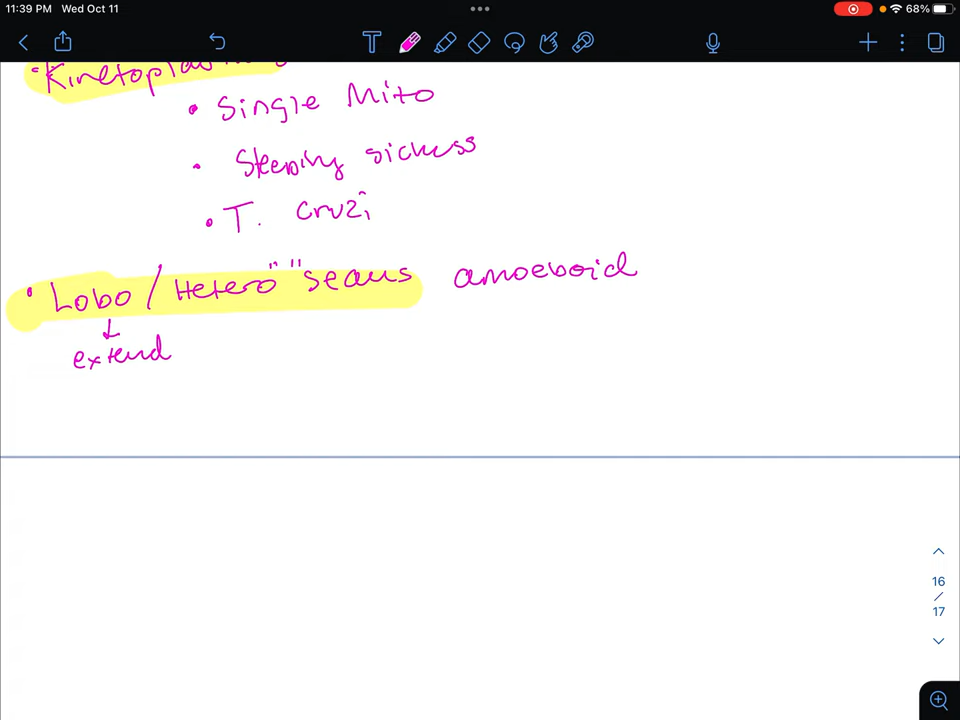 11:39 PM Wed Oct 11
68%
• Single Mito
• Sleeping sickness
• T. cruzi
• Lobo / Hetero" "seans amoeboid
extend
16
/
17